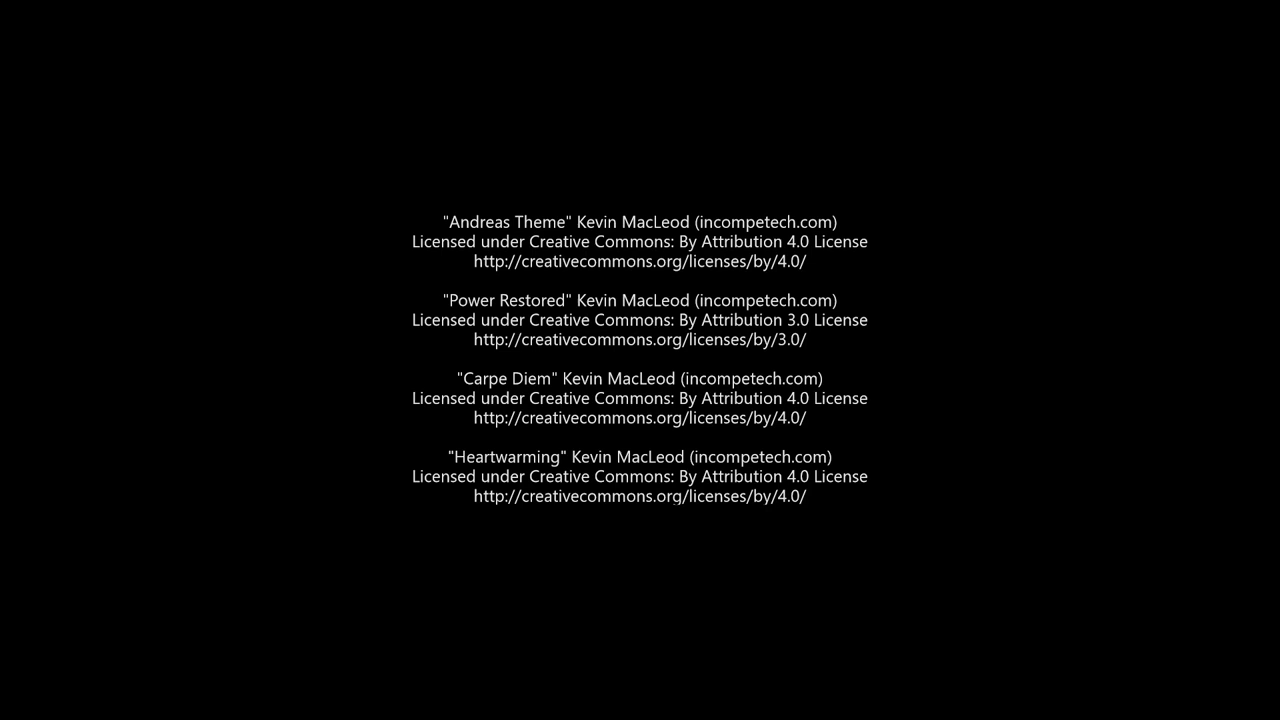 "Andreas Theme" Kevin MacLeod (incompetech.com)
Licensed under Creative Commons: By Attribution 4.0 License
http://creativecommons.org/licenses/by/4.0/
"Power Restored" Kevin MacLeod (incompetech.com)
Licensed under Creative Commons: By Attribution 3.0 License
http://creativecommons.org/licenses/by/3.0/
"Carpe Diem" Kevin MacLeod (incompetech.com)
Licensed under Creative Commons: By Attribution 4.0 License
http://creativecommons.org/licenses/by/4.0/
"Heartwarming" Kevin MacLeod (incompetech.com)
Licensed under Creative Commons: By Attribution 4.0 License
http://creativecommons.org/licenses/by/4.0/